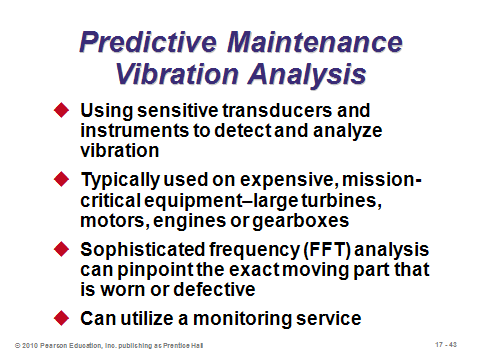 Predictive Maintenance
Vibration Analysis
Using sensitive transducers and
instruments to detect and analyze
vibration
Typically used on expensive, mission-
critical equipment–large turbines,
motors, engines or gearboxes
Sophisticated frequency (FFT) analysis
can pinpoint the exact moving part that
is worn or defective
Can utilize a monitoring service
© 2010 Pearson Education, Inc. publishing as Prentice Hall
17 - 43